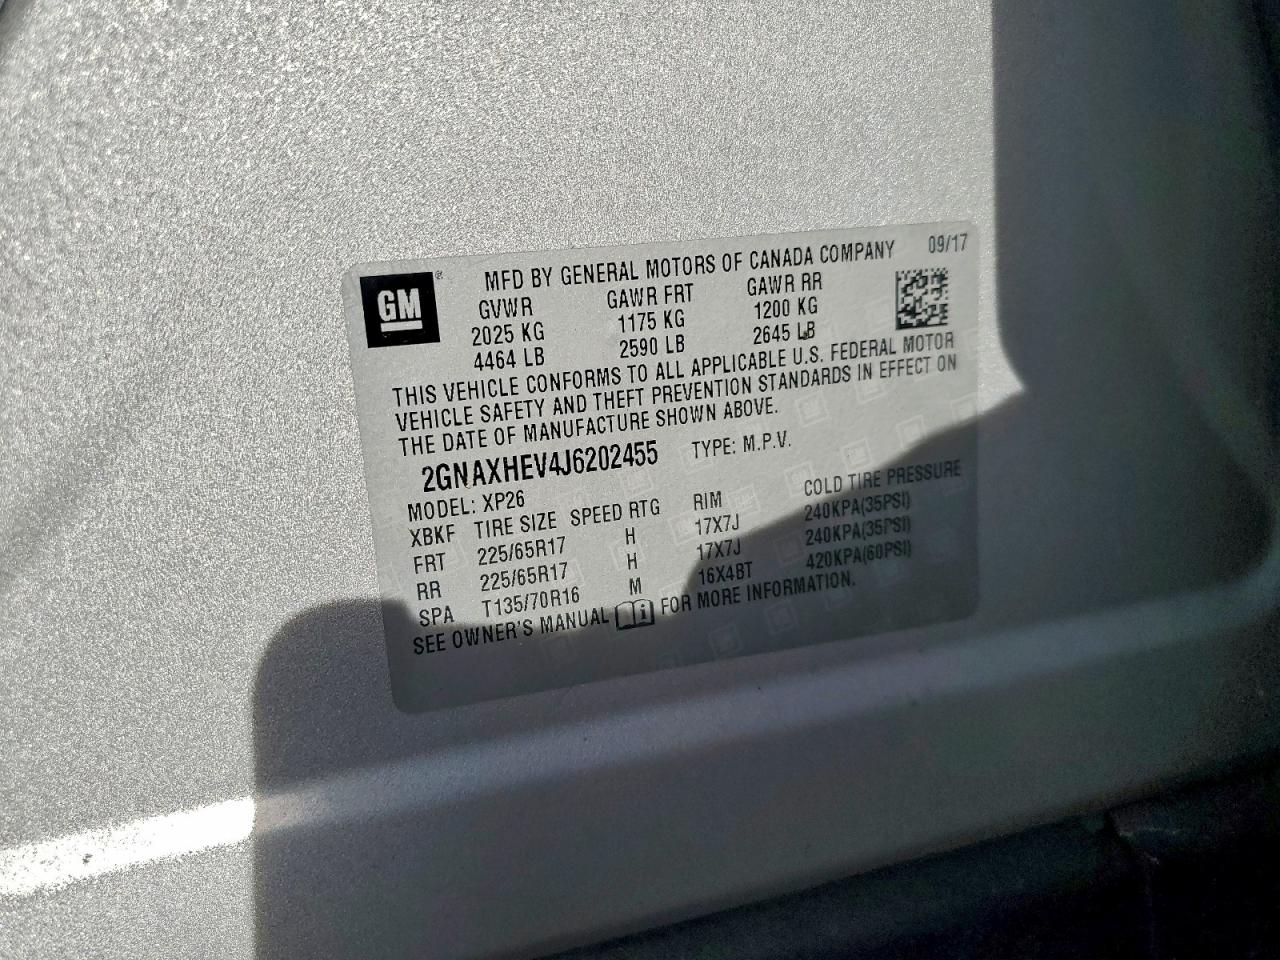 GM
®
MFD BY GENERAL MOTORS OF CANADA COMPANY 09/17
GVWR GAWR FRT GAWR RR
2025 KG 1175 KG 1200 KG
4464 LB 2590 LB 2645 LB
THIS VEHICLE CONFORMS TO ALL APPLICABLE U.S. FEDERAL MOTOR
VEHICLE SAFETY AND THEFT PREVENTION STANDARDS IN EFFECT ON
THE DATE OF MANUFACTURE SHOWN ABOVE.
2GNAXHEV4J6202455 TYPE: M.P.V.
MODEL: XP26
XBKF TIRE SIZE SPEED RTG RIM COLD TIRE PRESSURE
FRT 225/65R17 H 17X7J 240KPA(35PSI)
RR 225/65R17 H 17X7J 240KPA(35PSI)
SPA T135/70R16 M 16X4BT 420KPA(60PSI)
SEE OWNER'S MANUAL FOR MORE INFORMATION.